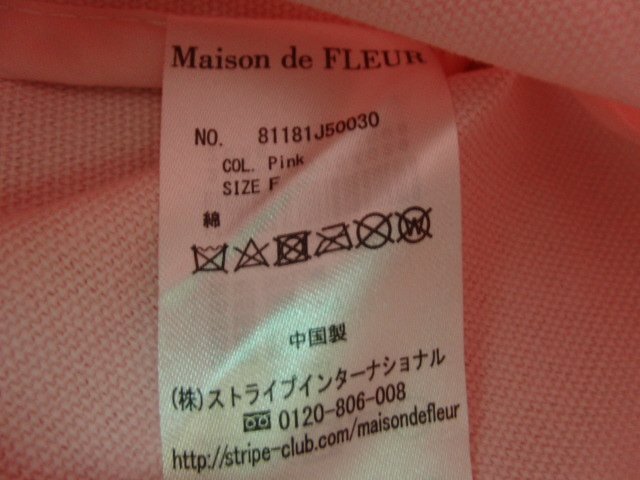 Maison de FLEUR
NO. 81181J50030
COL. Pink
SIZE F
綿
中国製
(株)ストライプインターナショナル
0120-806-008
http://stripe-club.com/maisondefleur